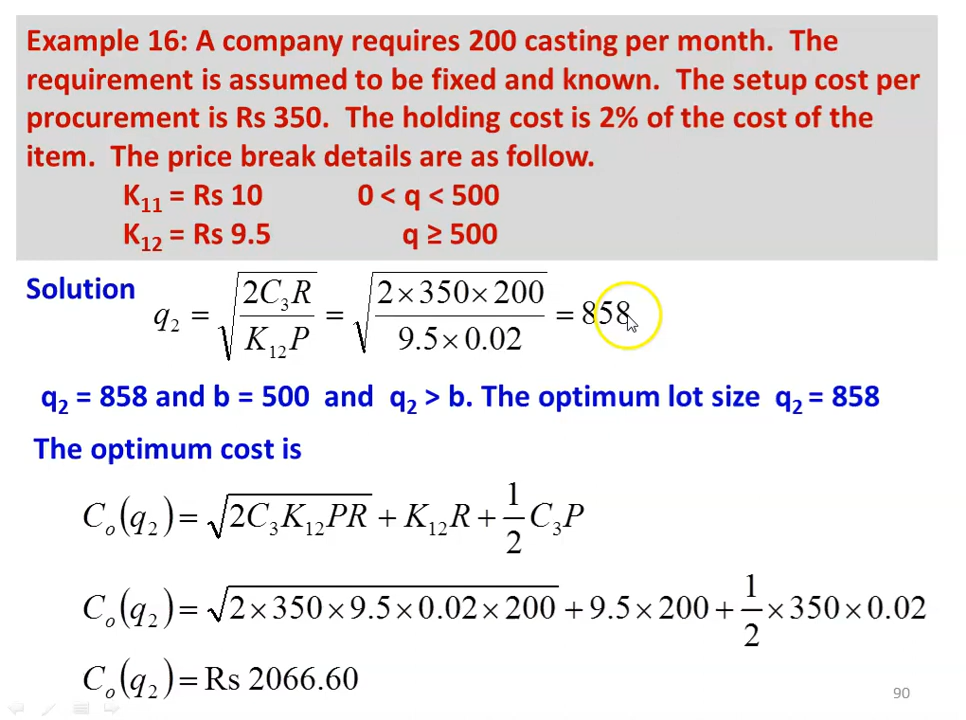 Example 16: A company requires 200 casting per month. The
requirement is assumed to be fixed and known. The setup cost per
procurement is Rs 350. The holding cost is 2% of the cost of the
item. The price break details are as follow.
K₁₁ = Rs 10 0 < q < 500
K₁₂ = Rs 9.5 q ≥ 500
Solution q₂ = √(2C₃R / K₁₂P) = √(2×350×200 / 9.5×0.02) = 858
q₂ = 858 and b = 500 and q₂ > b. The optimum lot size q₂ = 858
The optimum cost is
Cₒ(q₂) = √(2C₃K₁₂PR) + K₁₂R + 1/2 C₃P
Cₒ(q₂) = √(2×350×9.5×0.02×200) + 9.5×200 + 1/2 ×350×0.02
Cₒ(q₂) = Rs 2066.60
90